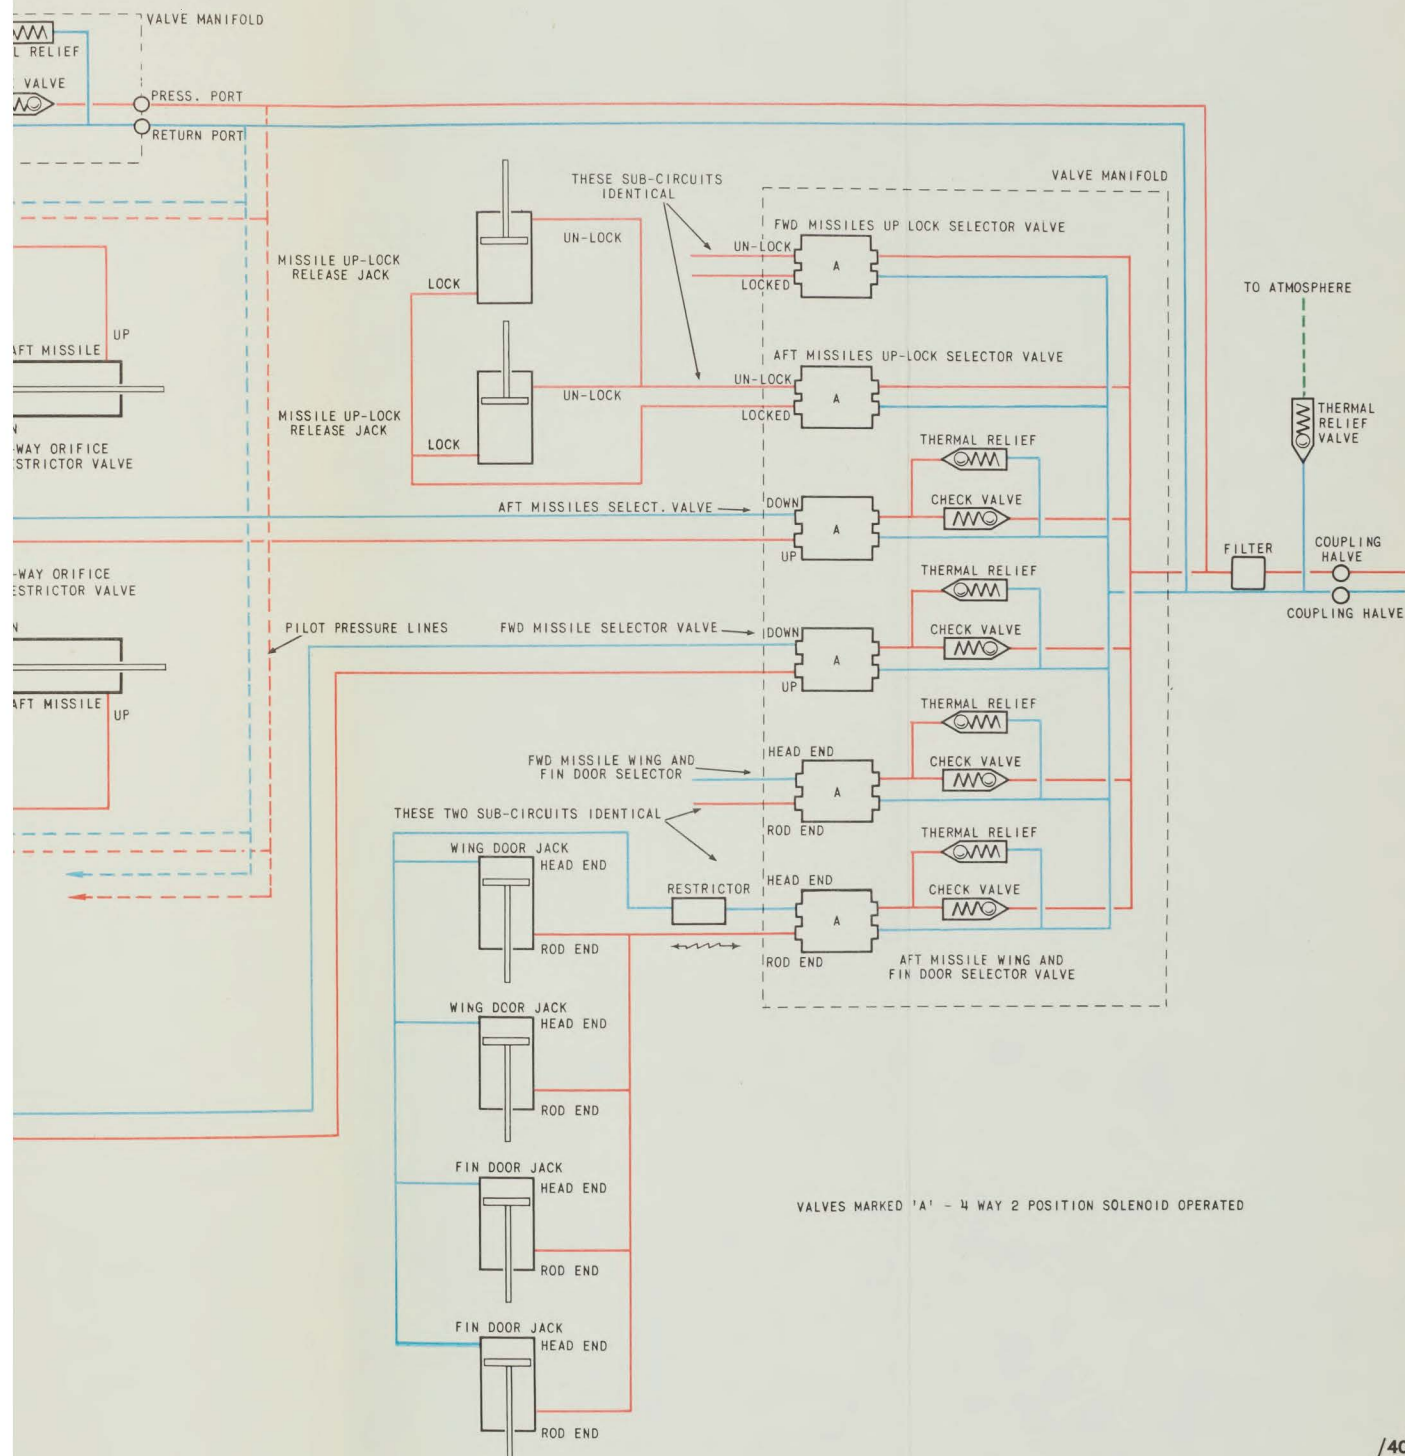 VALVE MANIFOLD
L RELIEF
VALVE
PRESS. PORT
RETURN PORT
THESE SUB-CIRCUITS
IDENTICAL
VALVE MANIFOLD
FWD MISSILES UP LOCK SELECTOR VALVE
UN-LOCK
A
LOCKED
UN-LOCK
MISSILE UP-LOCK
RELEASE JACK
LOCK
TO ATMOSPHERE
UP
AFT MISSILE
AFT MISSILES UP-LOCK SELECTOR VALVE
UN-LOCK
A
LOCKED
UN-LOCK
MISSILE UP-LOCK
RELEASE JACK
LOCK
THERMAL
RELIEF
VALVE
N
-WAY ORIFICE
ESTRICTOR VALVE
THERMAL RELIEF
CHECK VALVE
AFT MISSILES SELECT. VALVE
DOWN
A
UP
FILTER
COUPLING
HALVE
COUPLING HALVE
-WAY ORIFICE
ESTRICTOR VALVE
N
THERMAL RELIEF
CHECK VALVE
PILOT PRESSURE LINES
FWD MISSILE SELECTOR VALVE
DOWN
A
UP
AFT MISSILE
UP
THERMAL RELIEF
CHECK VALVE
HEAD END
FWD MISSILE WING AND
FIN DOOR SELECTOR
A
ROD END
THESE TWO SUB-CIRCUITS IDENTICAL
THERMAL RELIEF
CHECK VALVE
WING DOOR JACK
HEAD END
RESTRICTOR
HEAD END
A
ROD END
ROD END
AFT MISSILE WING AND
FIN DOOR SELECTOR VALVE
WING DOOR JACK
HEAD END
ROD END
FIN DOOR JACK
HEAD END
VALVES MARKED 'A' - 4 WAY 2 POSITION SOLENOID OPERATED
ROD END
FIN DOOR JACK
HEAD END
ROD END
/40